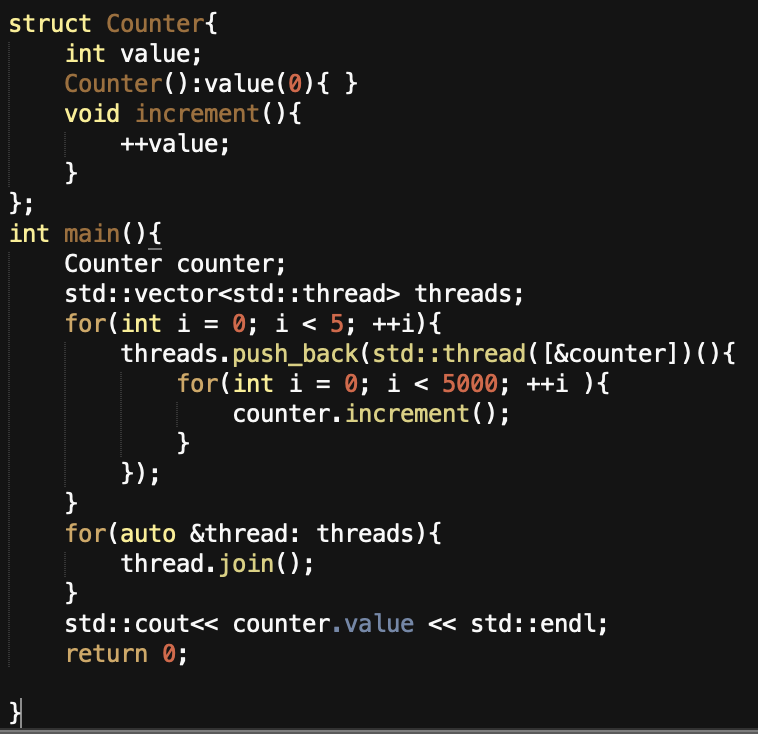 struct Counter{
    int value;
    Counter():value(0){ }
    void increment(){
        ++value;
    }
};
int main(){
    Counter counter;
    std::vector<std::thread> threads;
    for(int i = 0; i < 5; ++i){
        threads.push_back(std::thread([&counter])(){
            for(int i = 0; i < 5000; ++i ){
                counter.increment();
            }
        });
    }
    for(auto &thread: threads){
        thread.join();
    }
    std::cout<< counter.value << std::endl;
    return 0;

}